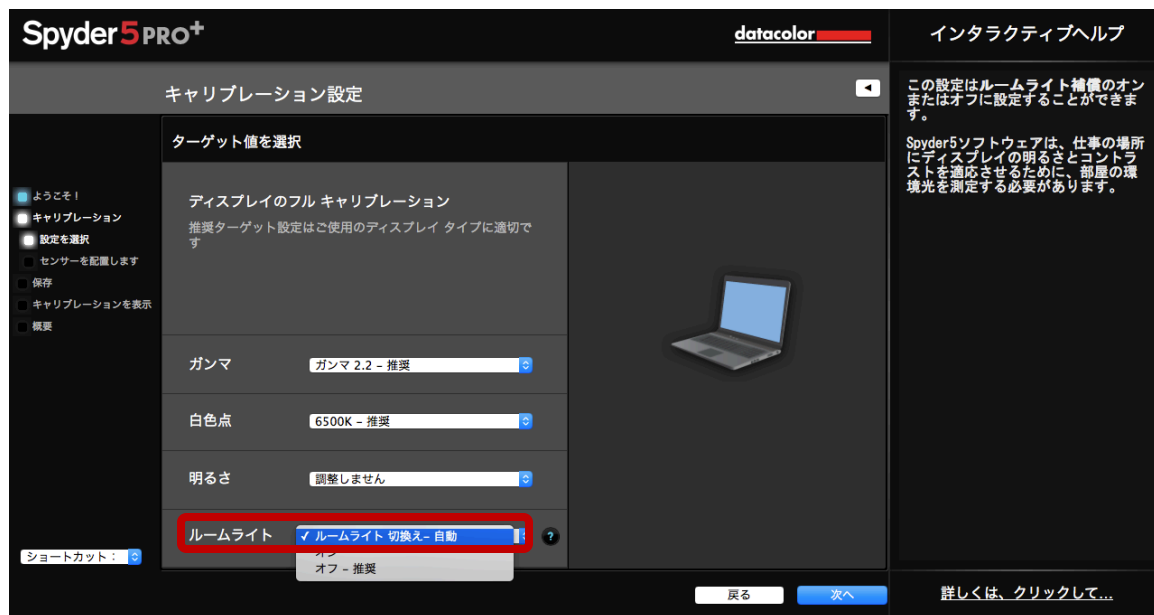 Spyder5PRO+
datacolor
インタラクティブヘルプ
キャリブレーション設定
この設定はルームライト補償のオン
またはオフに設定することができま
す。
Spyder5ソフトウェアは、仕事の場所
にディスプレイの明るさとコントラ
ストを適応させるために、部屋の環
境光を測定する必要があります。
ターゲット値を選択
ようこそ！
キャリブレーション
設定を選択
センサーを配置します
保存
キャリブレーションを表示
概要
ディスプレイのフル キャリブレーション
推奨ターゲット設定はご使用のディスプレイ タイプに適切で
す
ガンマ
ガンマ 2.2 – 推奨
白色点
6500K – 推奨
明るさ
調整しません
ルームライト
✓ ルームライト 切換え– 自動
?
オフ – 推奨
ショートカット：
戻る
次へ
詳しくは、クリックして...